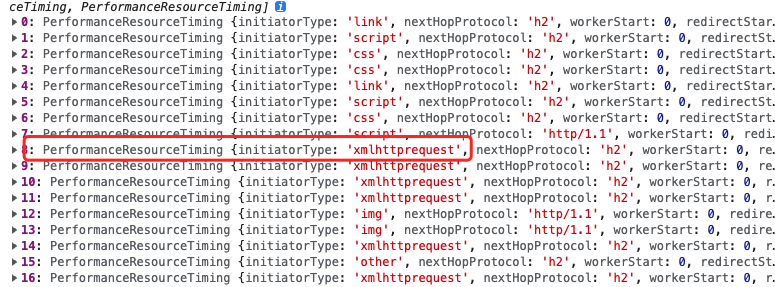 ceTiming, PerformanceResourceTiming] i
▸ 0: PerformanceResourceTiming {initiatorType: 'link', nextHopProtocol: 'h2', workerStart: 0, redirectStar…
▸ 1: PerformanceResourceTiming {initiatorType: 'script', nextHopProtocol: 'h2', workerStart: 0, redirectSt…
▸ 2: PerformanceResourceTiming {initiatorType: 'css', nextHopProtocol: 'h2', workerStart: 0, redirectStart…
▸ 3: PerformanceResourceTiming {initiatorType: 'css', nextHopProtocol: 'h2', workerStart: 0, redirectStart…
▸ 4: PerformanceResourceTiming {initiatorType: 'link', nextHopProtocol: 'h2', workerStart: 0, redirectStar…
▸ 5: PerformanceResourceTiming {initiatorType: 'script', nextHopProtocol: 'h2', workerStart: 0, redirectSt…
▸ 6: PerformanceResourceTiming {initiatorType: 'css', nextHopProtocol: 'h2', workerStart: 0, redirectStart…
▸ 7: PerformanceResourceTiming {initiatorType: 'script', nextHopProtocol: 'http/1.1', workerStart: 0, redi…
▸ 8: PerformanceResourceTiming {initiatorType: 'xmlhttprequest', nextHopProtocol: 'h2', workerStart: 0, re…
▸ 9: PerformanceResourceTiming {initiatorType: 'xmlhttprequest', nextHopProtocol: 'h2', workerStart: 0, re…
▸ 10: PerformanceResourceTiming {initiatorType: 'xmlhttprequest', nextHopProtocol: 'h2', workerStart: 0, r…
▸ 11: PerformanceResourceTiming {initiatorType: 'xmlhttprequest', nextHopProtocol: 'h2', workerStart: 0, r…
▸ 12: PerformanceResourceTiming {initiatorType: 'img', nextHopProtocol: 'http/1.1', workerStart: 0, redire…
▸ 13: PerformanceResourceTiming {initiatorType: 'img', nextHopProtocol: 'http/1.1', workerStart: 0, redire…
▸ 14: PerformanceResourceTiming {initiatorType: 'xmlhttprequest', nextHopProtocol: 'h2', workerStart: 0, r…
▸ 15: PerformanceResourceTiming {initiatorType: 'other', nextHopProtocol: 'h2', workerStart: 0, redirectSt…
▸ 16: PerformanceResourceTiming {initiatorType: 'xmlhttprequest', nextHopProtocol: 'h2', workerStart: 0, r…